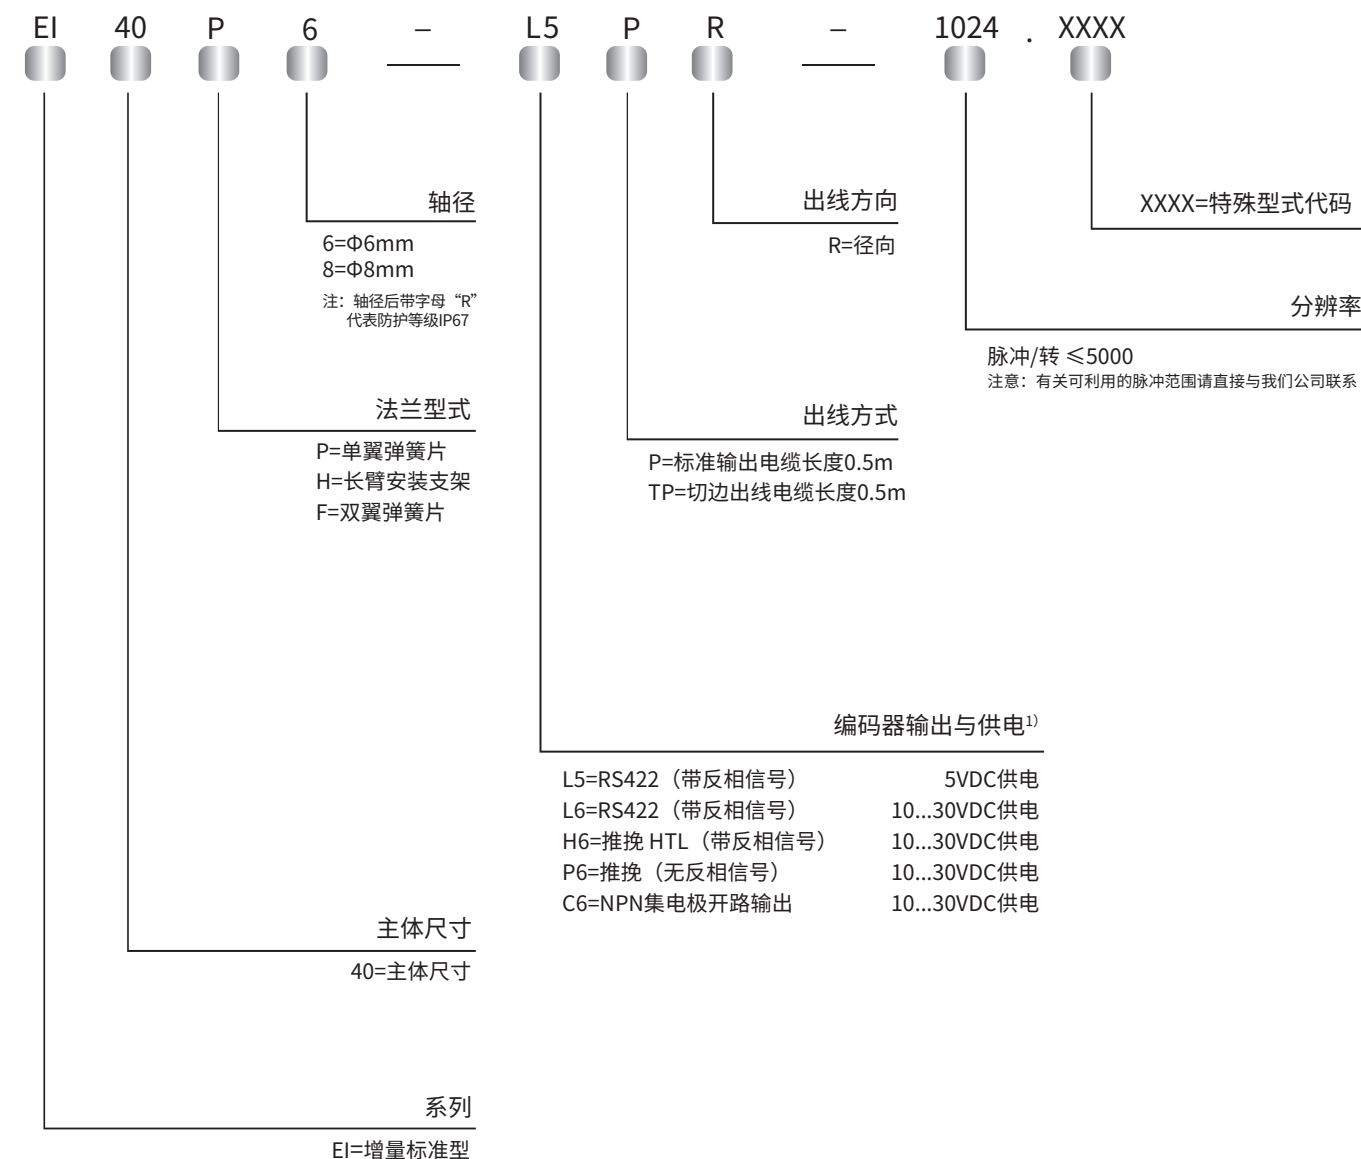 EI 40 P 6 – L5 P R – 1024 . XXXX
轴径
6=Φ6mm
8=Φ8mm
注：轴径后带字母“R”
代表防护等级IP67
出线方向
R=径向
XXXX=特殊型式代码
分辨率
脉冲/转 ≤5000
注意：有关可利用的脉冲范围请直接与我们公司联系
法兰型式
P=单翼弹簧片
H=长臂安装支架
F=双翼弹簧片
出线方式
P=标准输出电缆长度0.5m
TP=切边出线电缆长度0.5m
编码器输出与供电1)
L5=RS422（带反相信号） 5VDC供电
L6=RS422（带反相信号） 10...30VDC供电
H6=推挽 HTL（带反相信号） 10...30VDC供电
P6=推挽（无反相信号） 10...30VDC供电
C6=NPN集电极开路输出 10...30VDC供电
主体尺寸
40=主体尺寸
系列
EI=增量标准型